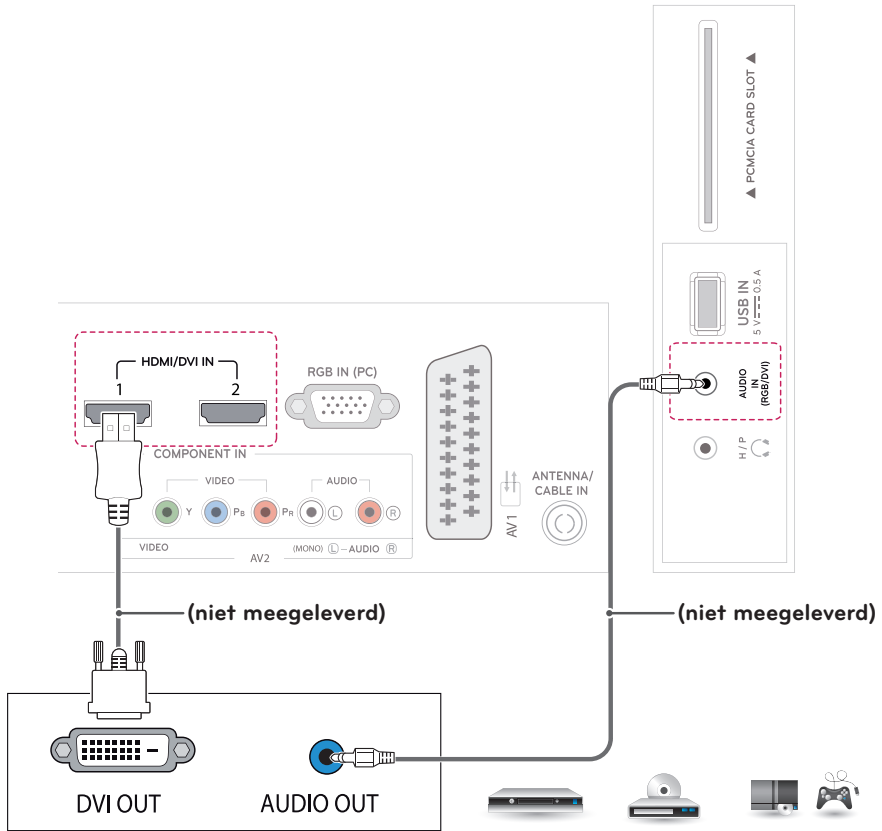 ▲ PCMCIA CARD SLOT ▲
USB IN
5 V 0.5 A
HDMI/DVI IN
1 2
RGB IN (PC)
AUDIO
IN
(RGB/DVI)
H / P
COMPONENT IN
VIDEO AUDIO
Y PB PR L R
VIDEO (MONO) L – AUDIO R
AV2
AV1
ANTENNA/
CABLE IN
(niet meegeleverd)
(niet meegeleverd)
DVI OUT
AUDIO OUT